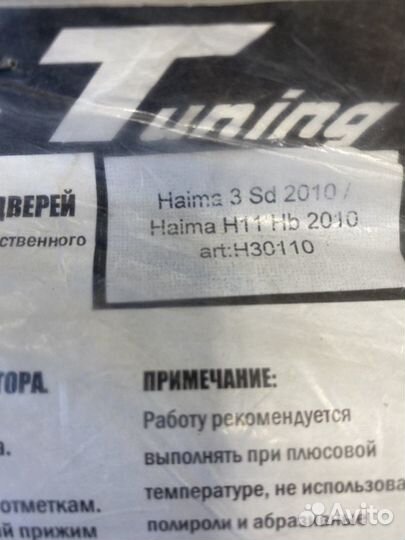 Tuning
ДВЕРЕЙ
Haima 3 Sd 2010 /
Haima H11 Hb 2010
art:H30110
ственного
ТОРА.
ПРИМЕЧАНИЕ:
Работу рекомендуется
выполнять при плюсовой
температуре, не использова
полироли и абразивные
отметкам.
й прижим
Avito